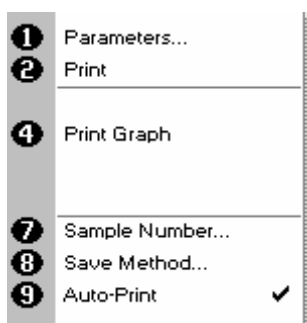 1 Parameters...
2 Print
4 Print Graph
7 Sample Number...
8 Save Method...
9 Auto-Print ✓